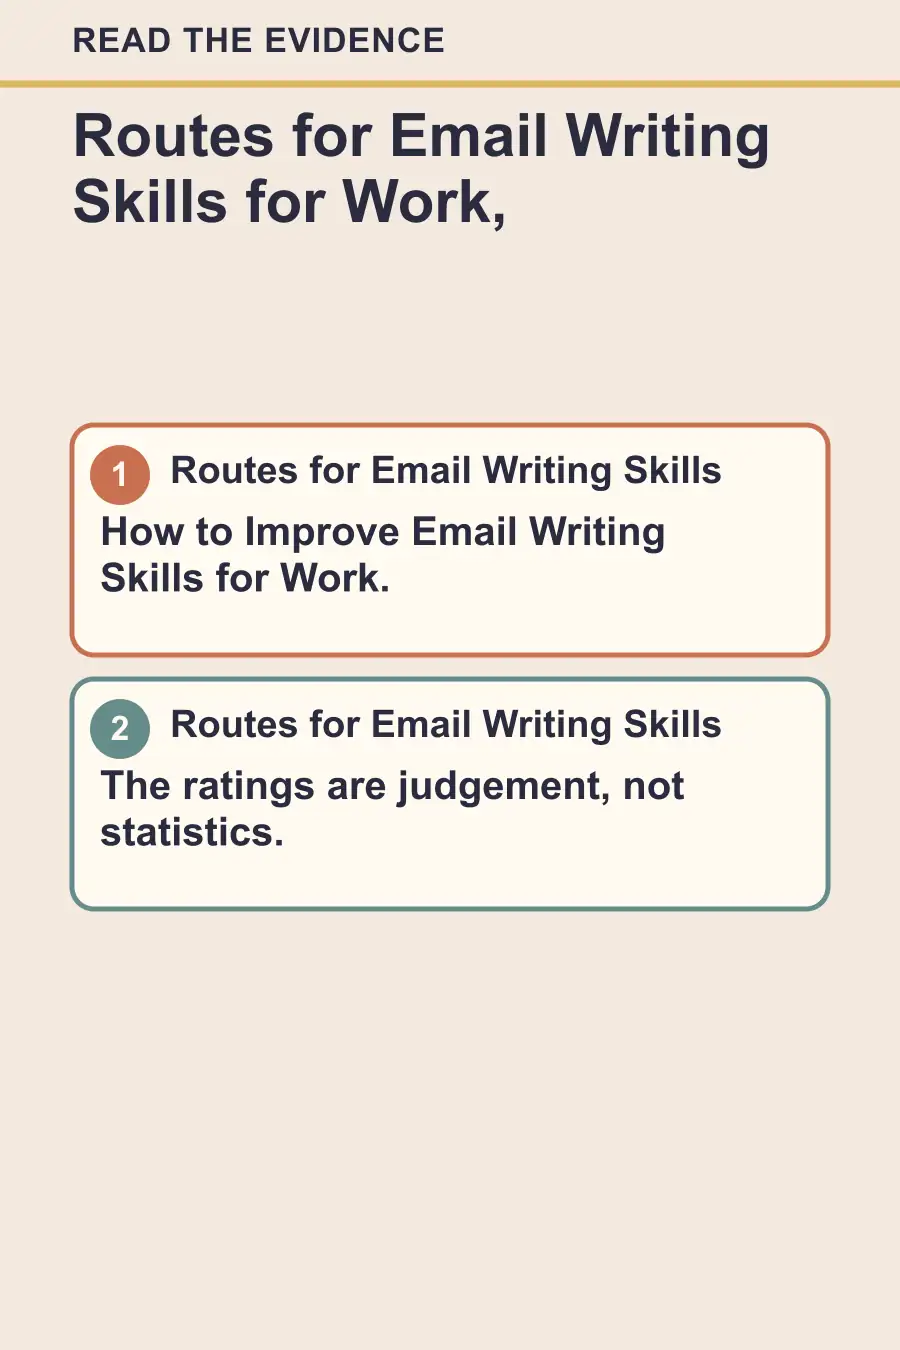 READ THE EVIDENCE
Routes for Email Writing
Skills for Work,
1 Routes for Email Writing Skills
How to Improve Email Writing
Skills for Work.
2 Routes for Email Writing Skills
The ratings are judgement, not
statistics.